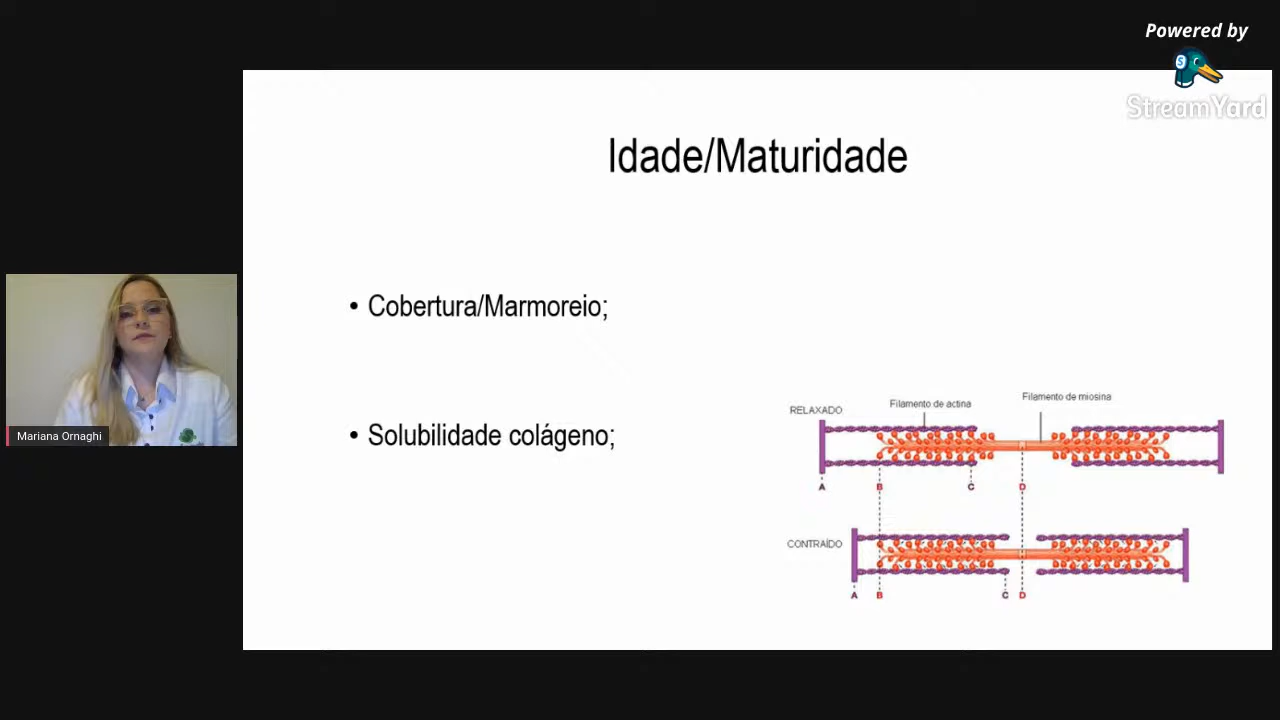 Powered by
StreamYard
Idade/Maturidade
• Cobertura/Marmoreio;
• Solubilidade colágeno;
Mariana Ornaghi
RELAXADO
Filamento de actina
Filamento de miosina
A B C D
CONTRAÍDO
A B C D